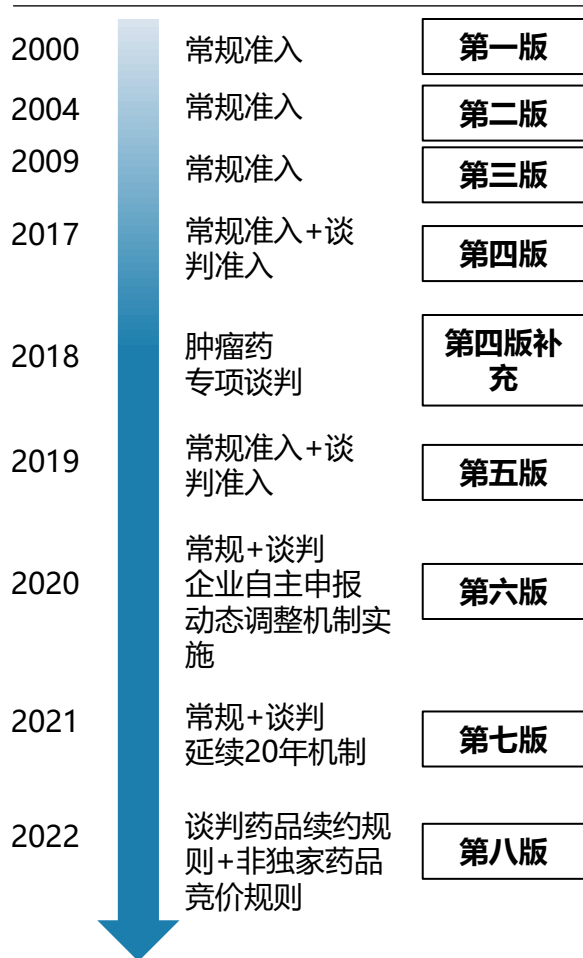 2000
常规准入
第一版
2004
常规准入
第二版
2009
常规准入
第三版
2017
常规准入+谈
判准入
第四版
2018
肿瘤药
专项谈判
第四版补
充
2019
常规准入+谈
判准入
第五版
2020
常规+谈判
企业自主申报
动态调整机制实
施
第六版
2021
常规+谈判
延续20年机制
第七版
2022
谈判药品续约规
则+非独家药品
竞价规则
第八版